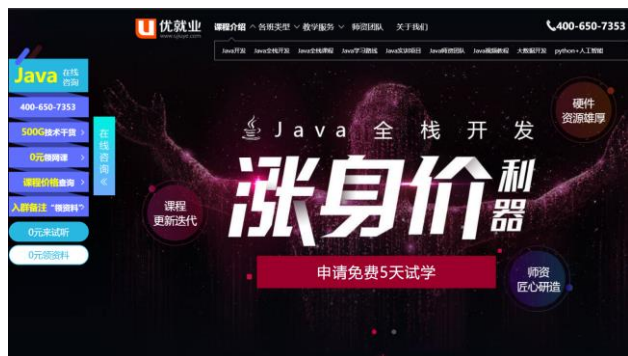 优就业
www.ujiuye.com
课程介绍 各班类型 教学服务 师资团队 关于我们
400-650-7353
Java开发 Java全栈开发 Java全栈课程 Java学习路线 Java实训项目 Java师资团队 Java视频教程 大数据开发 python+人工智能
Java 在线咨询
400-650-7353
500G技术干货 >
0元领网课 >
课程价格查询 >
入群备注“领资料”>
0元来试听
0元领资料
在线咨询 «
Java 全栈开发
涨身价利器
申请免费5天试学
课程
更新迭代
硬件
资源雄厚
师资
匠心研造